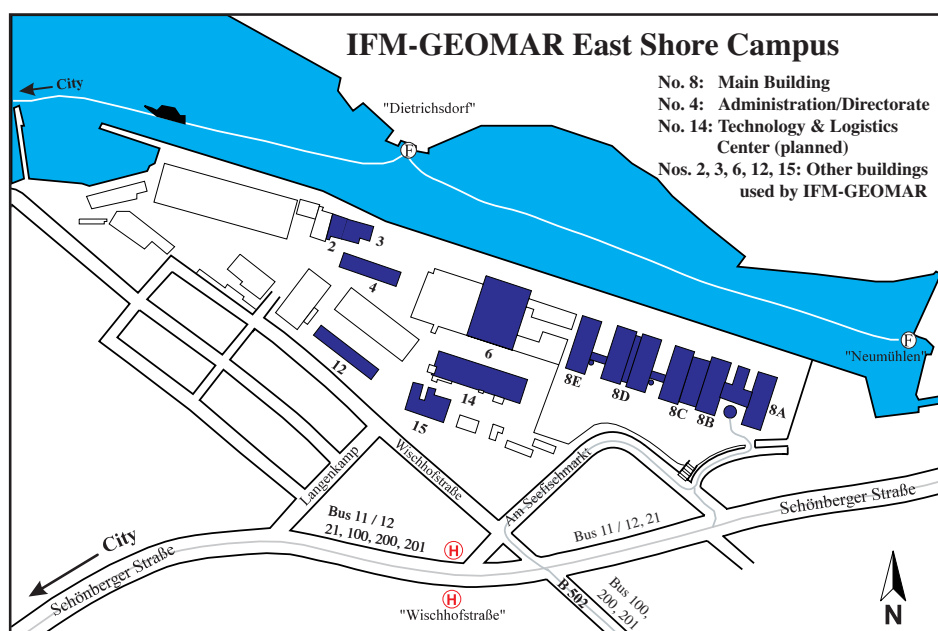 IFM-GEOMAR East Shore Campus
No. 8: Main Building
No. 4: Administration/Directorate
No. 14: Technology & Logistics
Center (planned)
Nos. 2, 3, 6, 12, 15: Other buildings
used by IFM-GEOMAR
City
"Dietrichsdorf"
F
F
"Neumühlen"
2
3
4
6
12
14
15
8E
8D
8C
8B
8A
Langenkamp
Wischhofstraße
Am-Seefischmarkt
Bus 11 / 12
21, 100, 200, 201
Bus 11 / 12, 21
Schönberger Straße
City
Schönberger Straße
H
H
"Wischhofstraße"
B 502
Bus 100,
200, 201
N